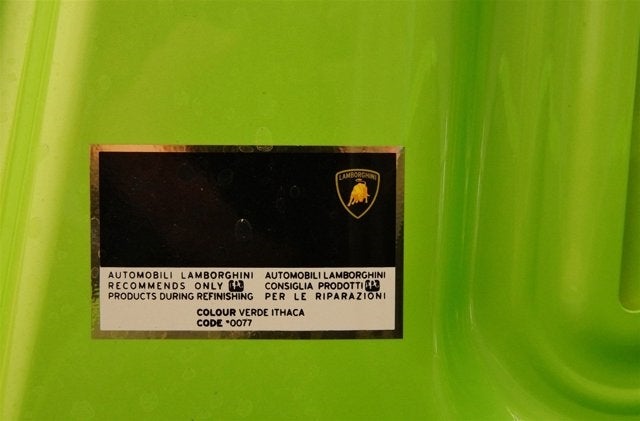 LAMBORGHINI
AUTOMOBILI LAMBORGHINI
RECOMMENDS ONLY
PRODUCTS DURING REFINISHING
AUTOMOBILI LAMBORGHINI
CONSIGLIA PRODOTTI
PER LE RIPARAZIONI
COLOUR VERDE ITHACA
CODE *0077